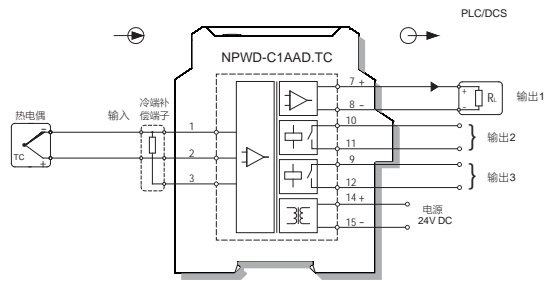 PLC/DCS
NPWD-C1AAD.TC
热电偶
TC
−
+
输入
冷端补
偿端子
1
2
3
7 +
8 −
10
11
9
12
14 +
15 −
+
−
RL
输出1
输出2
输出3
电源
24V DC